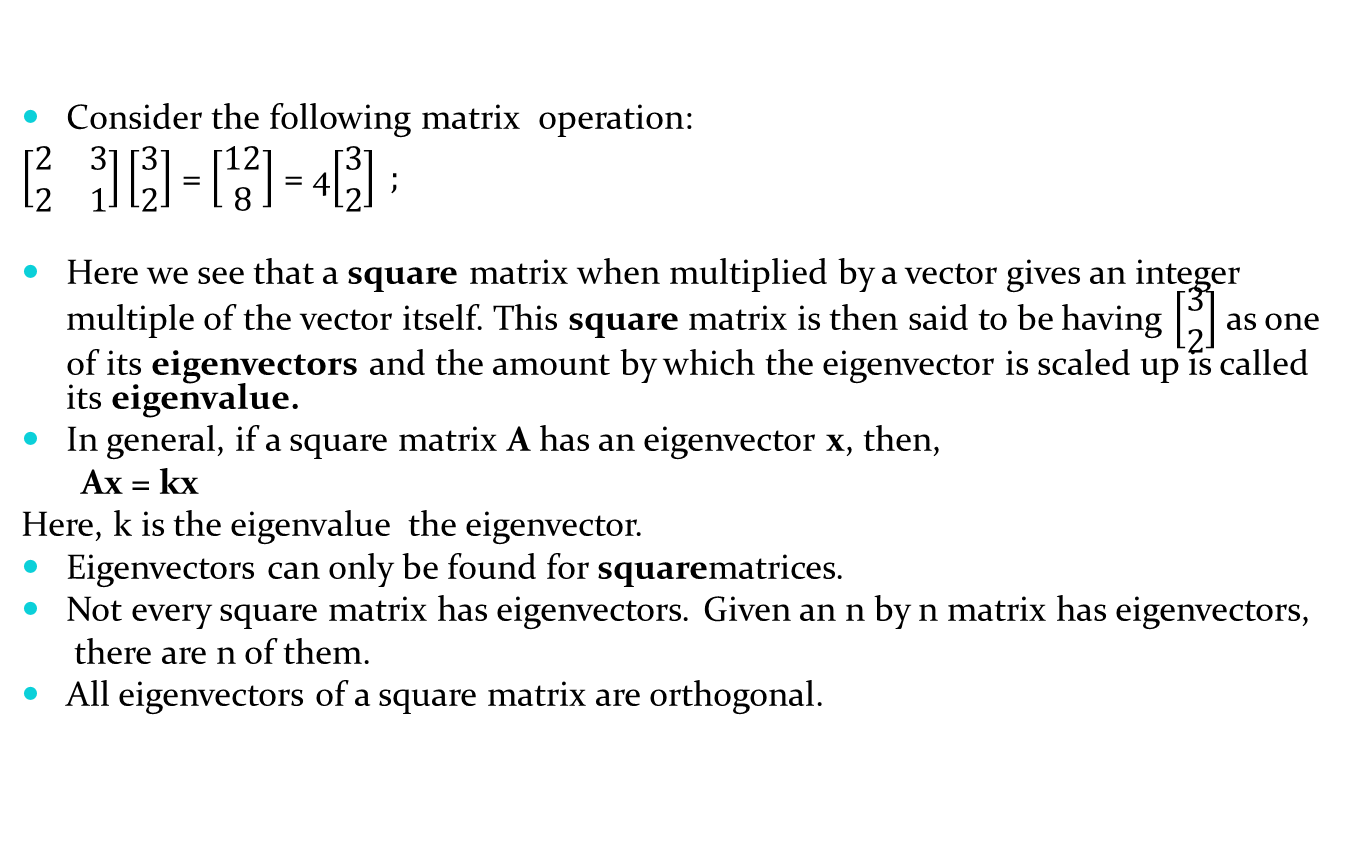 • Consider the following matrix operation:
[2 3; 2 1] [3; 2] = [12; 8] = 4 [3; 2] ;
• Here we see that a square matrix when multiplied by a vector gives an integer
multiple of the vector itself. This square matrix is then said to be having [3; 2] as one
of its eigenvectors and the amount by which the eigenvector is scaled up is called
its eigenvalue.
• In general, if a square matrix A has an eigenvector x, then,
Ax = kx
Here, k is the eigenvalue the eigenvector.
• Eigenvectors can only be found for squarematrices.
• Not every square matrix has eigenvectors. Given an n by n matrix has eigenvectors,
there are n of them.
• All eigenvectors of a square matrix are orthogonal.